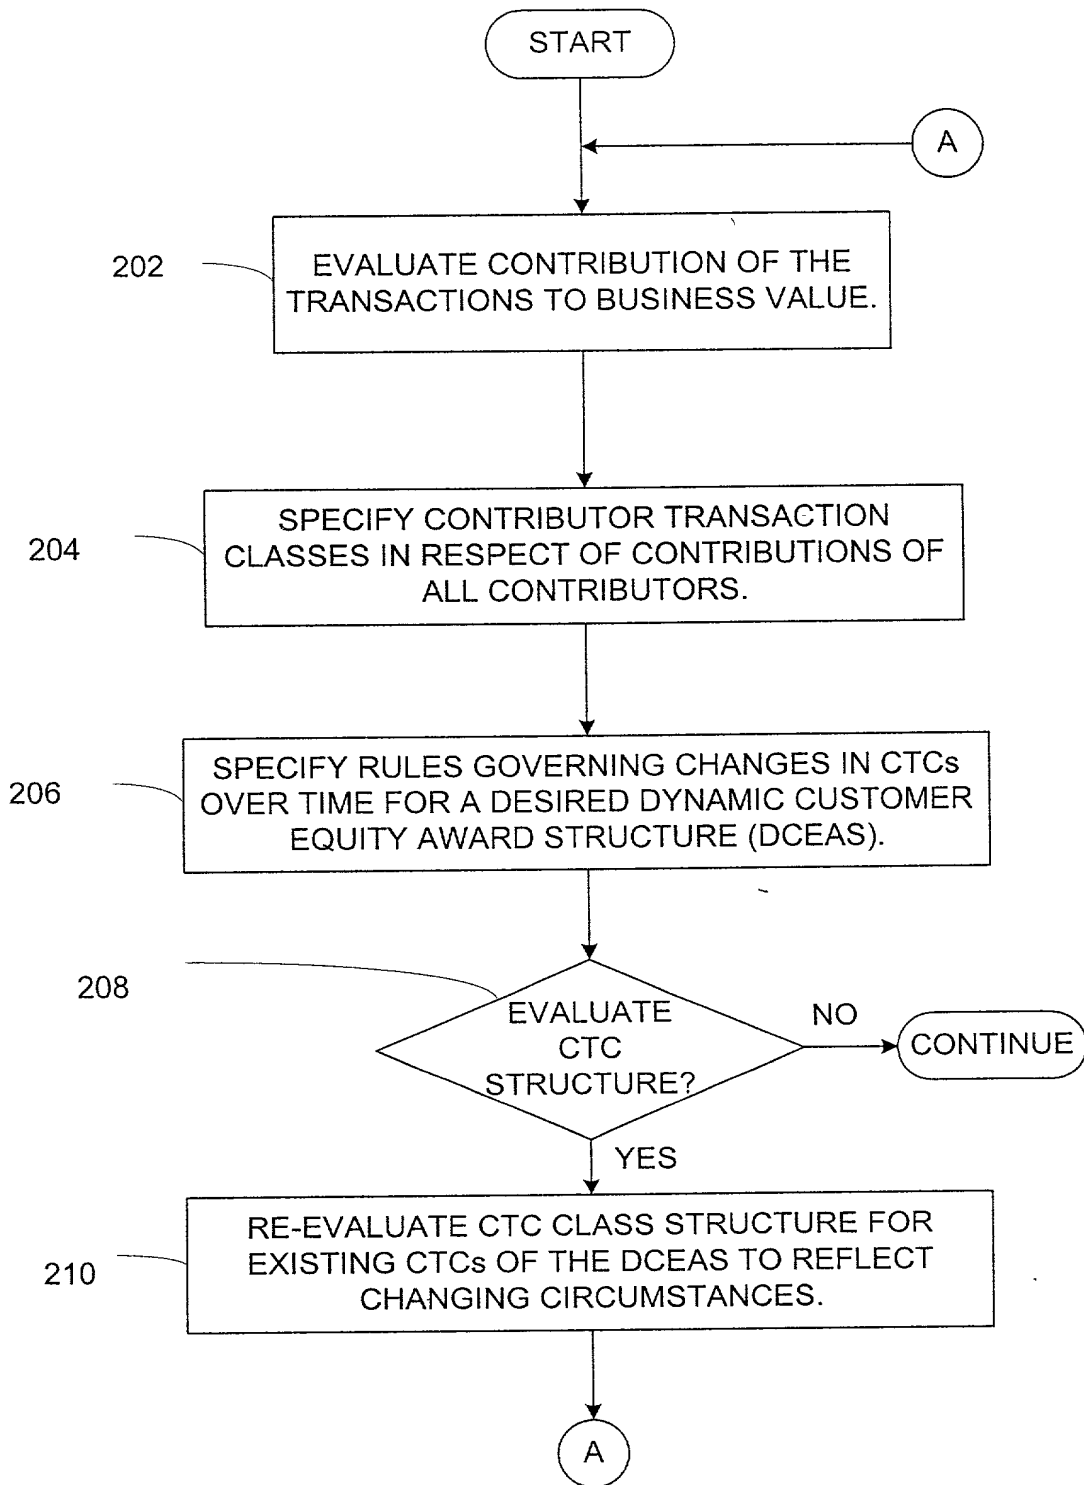 START
A
202
EVALUATE CONTRIBUTION OF THE
TRANSACTIONS TO BUSINESS VALUE.
204
SPECIFY CONTRIBUTOR TRANSACTION
CLASSES IN RESPECT OF CONTRIBUTIONS OF
ALL CONTRIBUTORS.
206
SPECIFY RULES GOVERNING CHANGES IN CTCs
OVER TIME FOR A DESIRED DYNAMIC CUSTOMER
EQUITY AWARD STRUCTURE (DCEAS).
208
EVALUATE
CTC
STRUCTURE?
NO
CONTINUE
YES
210
RE-EVALUATE CTC CLASS STRUCTURE FOR
EXISTING CTCs OF THE DCEAS TO REFLECT
CHANGING CIRCUMSTANCES.
A